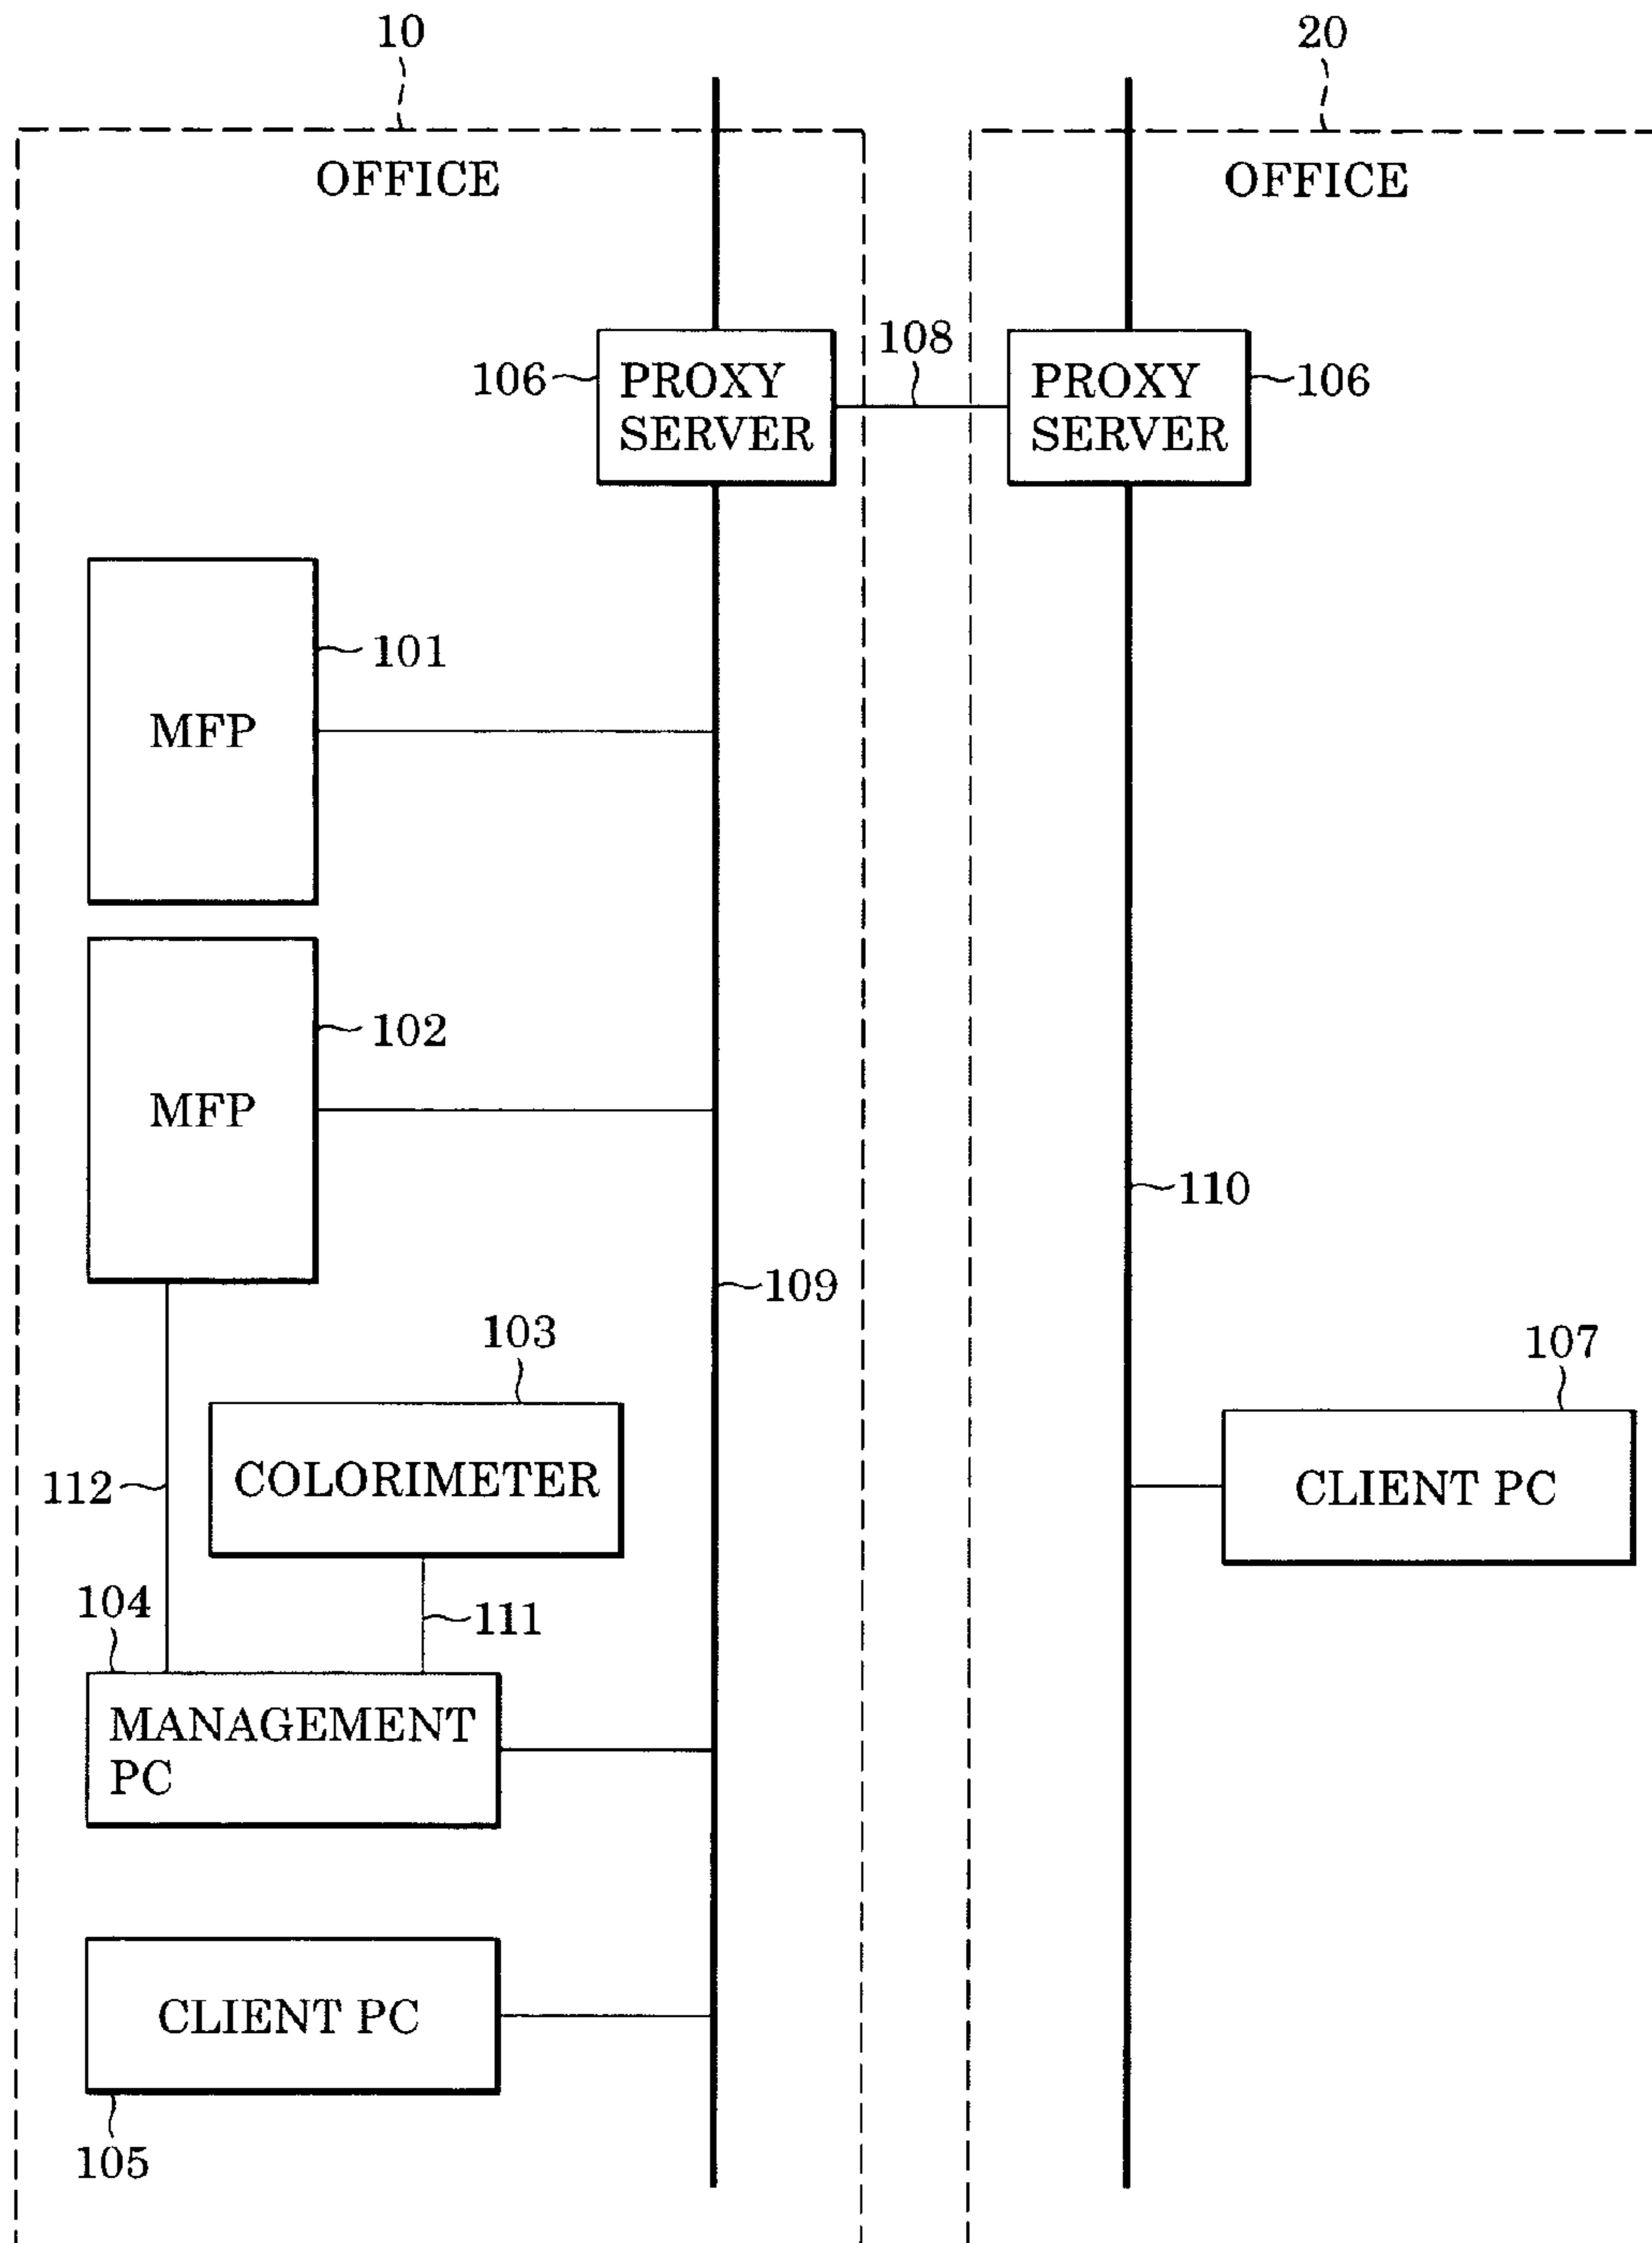 10
20
OFFICE
OFFICE
108
106
PROXY
SERVER
PROXY
SERVER
106
101
MFP
102
MFP
110
109
103
107
COLORIMETER
CLIENT PC
112
104
111
MANAGEMENT
PC
CLIENT PC
105